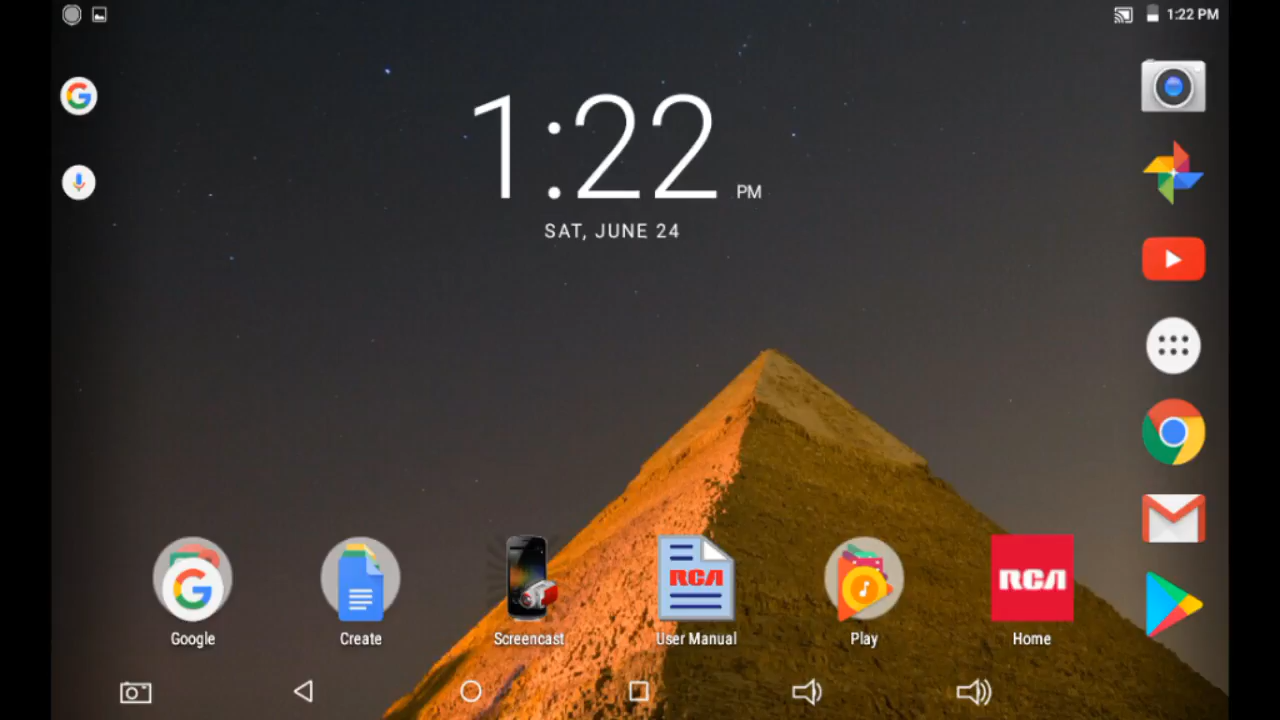 1:22 PM
1:22 PM
SAT, JUNE 24
RCA
RCA
Google
Create
Screencast
User Manual
Play
Home